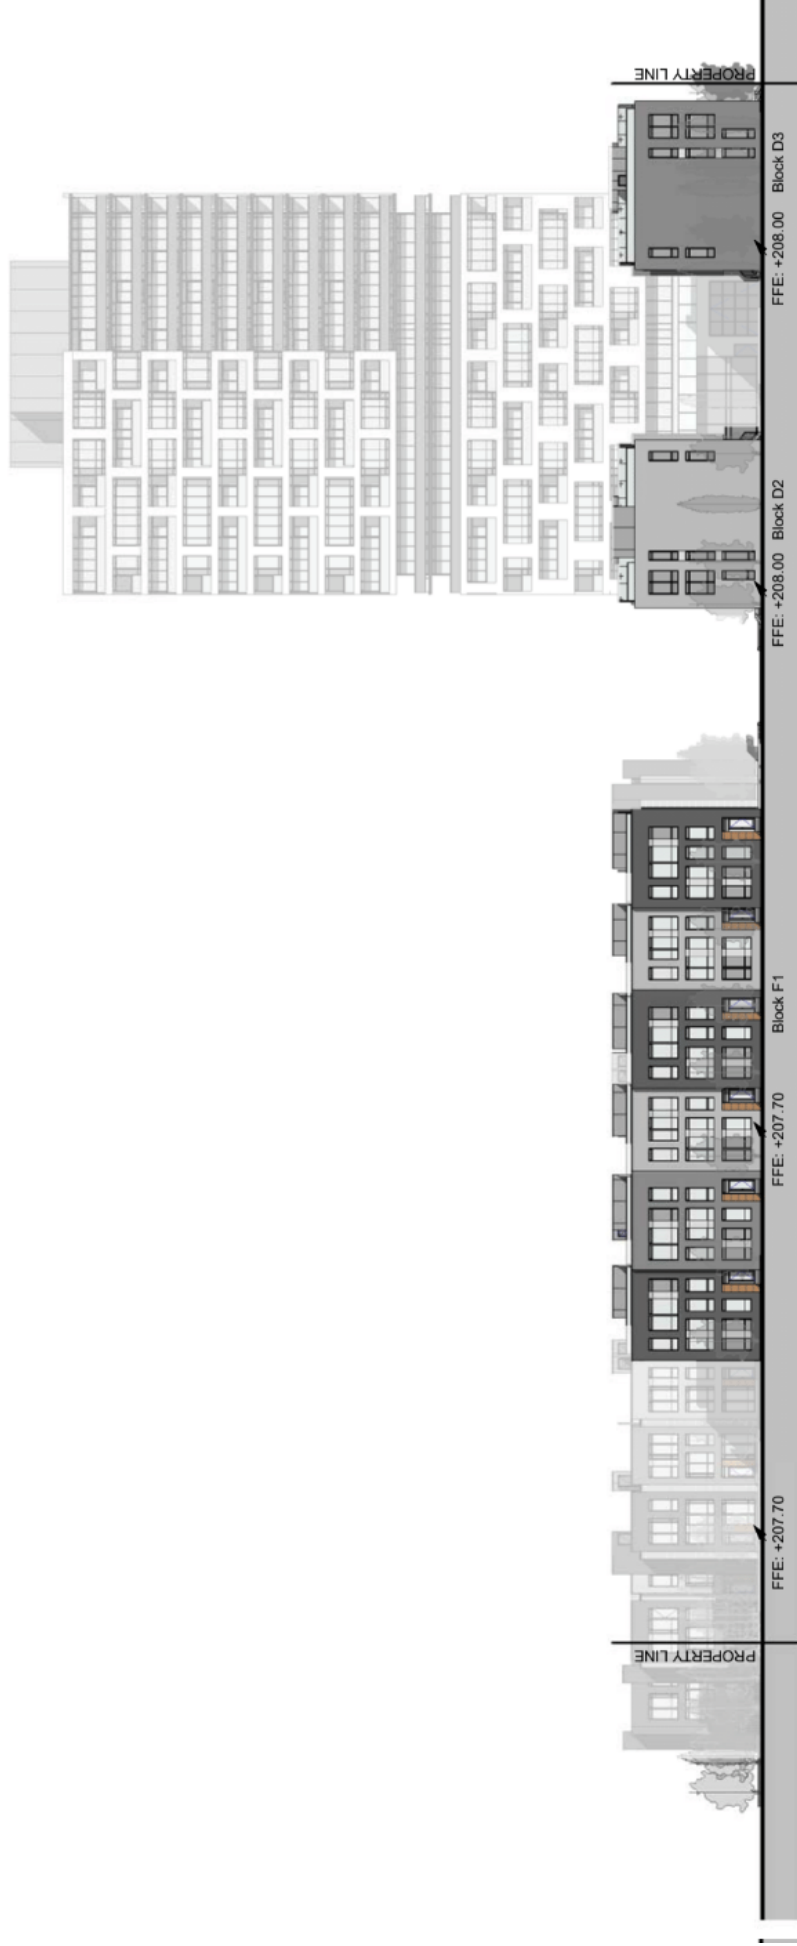 PROPERTY LINE
FFE: +207.70
FFE: +207.70
Block F1
FFE: +208.00
Block D2
FFE: +208.00
Block D3
PROPERTY LINE